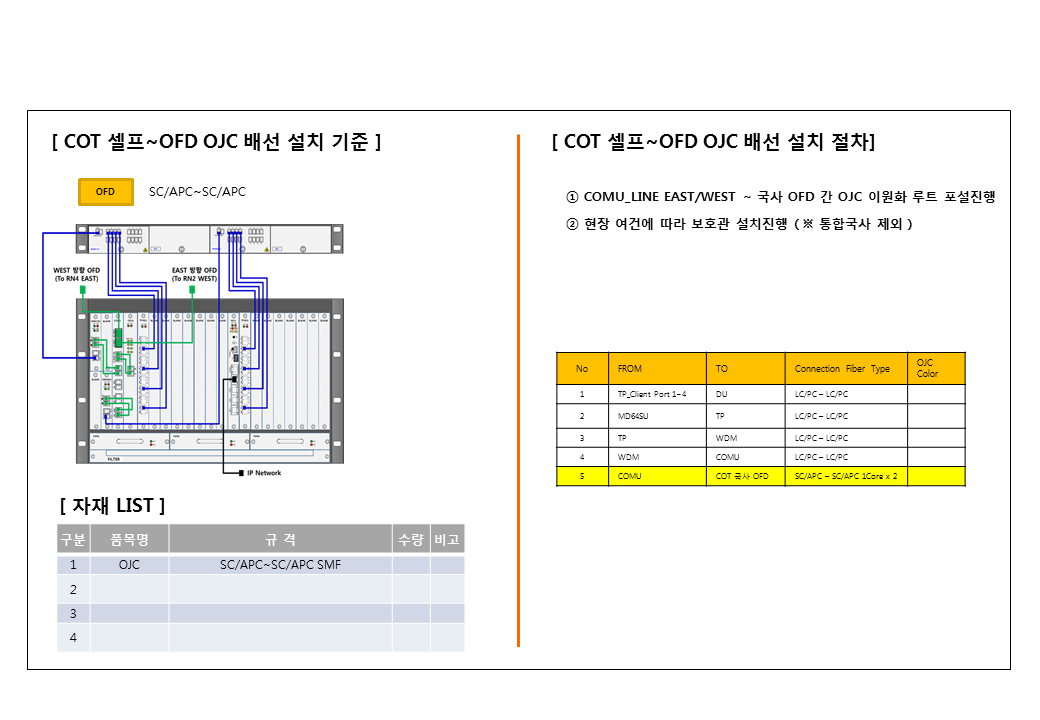 [ COT 셀프~OFD OJC 배선 설치 기준 ]
OFD SC/APC~SC/APC
WEST 방향 OFD
(To RN4 EAST)
EAST 방향 OFD
(To RN2 WEST)
FILTER
IP Network
[ 자재 LIST ]
구분 품목명 규 격 수량 비고
1 OJC SC/APC~SC/APC SMF
2
3
4
[ COT 셀프~OFD OJC 배선 설치 절차]
① COMU_LINE EAST/WEST ~ 국사 OFD 간 OJC 이원화 루트 포설진행
② 현장 여건에 따라 보호관 설치진행 ( ※ 통합국사 제외 )
No FROM TO Connection Fiber Type OJC Color
1 TP_Client Port 1~4 DU LC/PC – LC/PC
2 MD64SU TP LC/PC – LC/PC
3 TP WDM LC/PC – LC/PC
4 WDM COMU LC/PC – LC/PC
5 COMU COT 국사 OFD SC/APC – SC/APC 1Core x 2